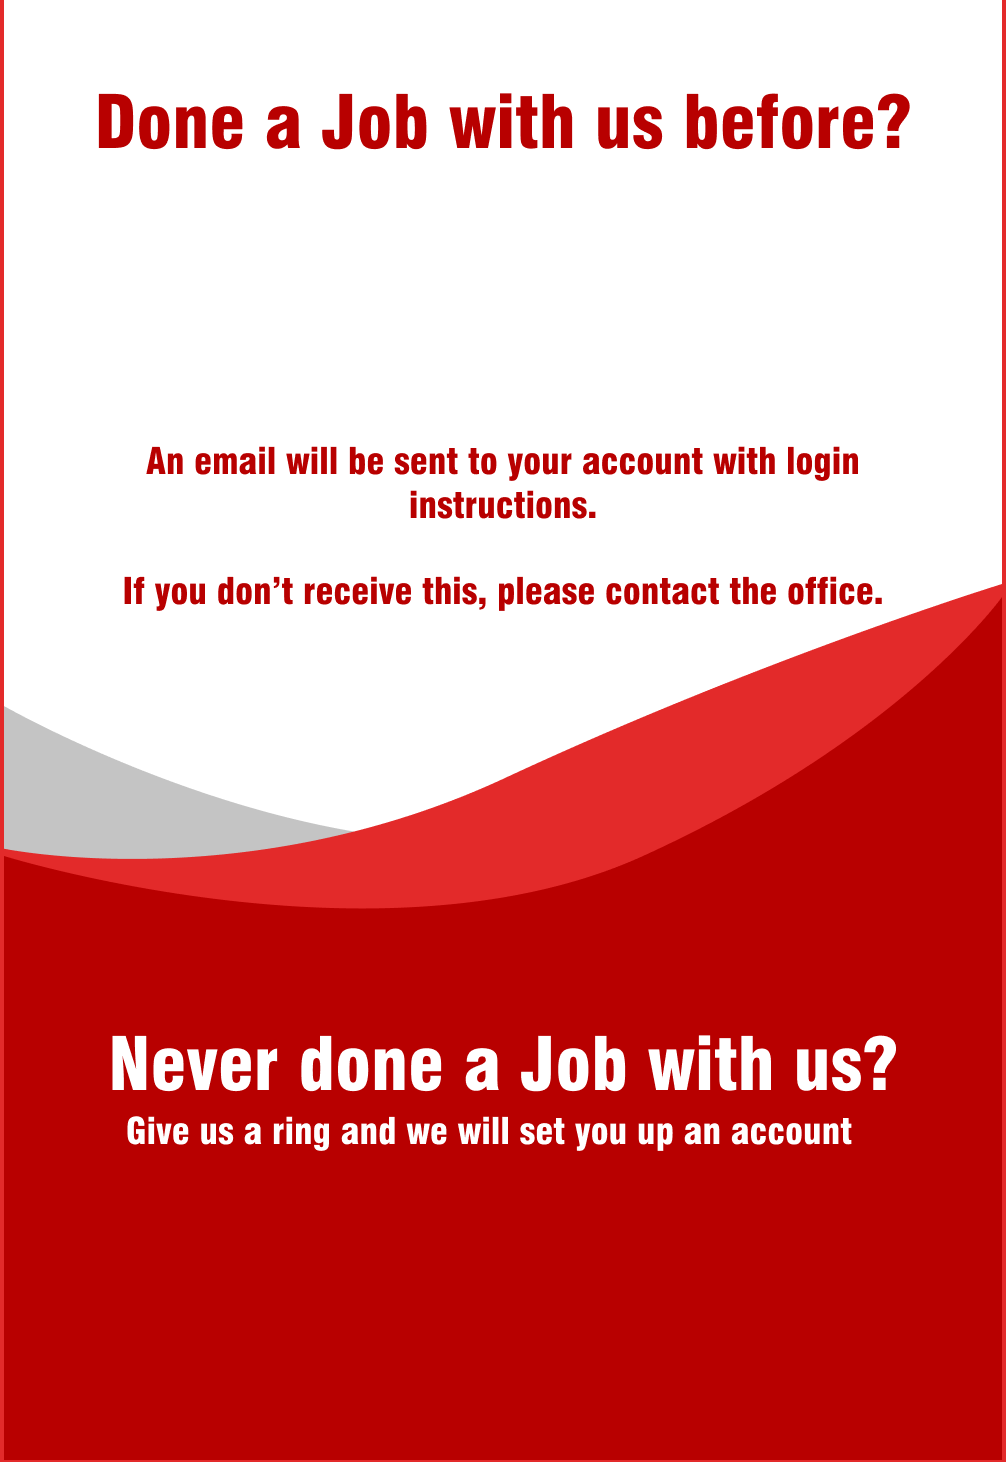 Done a Job with us before?
An email will be sent to your account with login
instructions.
If you don’t receive this, please contact the office.
Never done a Job with us?
Give us a ring and we will set you up an account